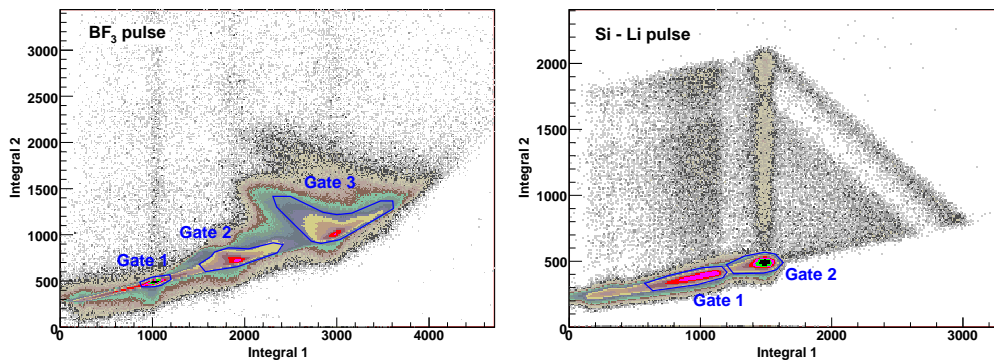 BF3 pulse
Gate 3
Gate 2
Gate 1
Integral 2
3000
2500
2000
1500
1000
500
0
0 1000 2000 3000 4000
Integral 1
Si - Li pulse
Gate 2
Gate 1
Integral 2
2000
1500
1000
500
0
0 1000 2000 3000
Integral 1